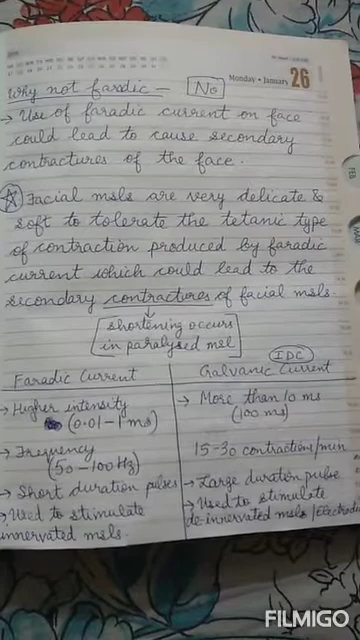 Monday • January 26
Why not faradic — No
→ Use of faradic current on face
could lead to cause secondary
contractures of the face.
Facial msls are very delicate &
soft to tolerate the tetanic type
of contraction produced by faradic
current which could lead to the
secondary contractures of facial msls.
↓
[shortening occurs
in paralysed msl]
IDC
Faradic Current
→ Higher intensity
(0.01 – 1 ms)
→ Frequency
(50 – 100 Hz)
→ Short duration pulses
→ Used to stimulate
innervated msls.
Galvanic Current
→ More than 10 ms
(100 ms)
15-30 contraction/min
→ Large duration pulse
→ Used to stimulate
de-innervated msls/
FEB
FILMIGO